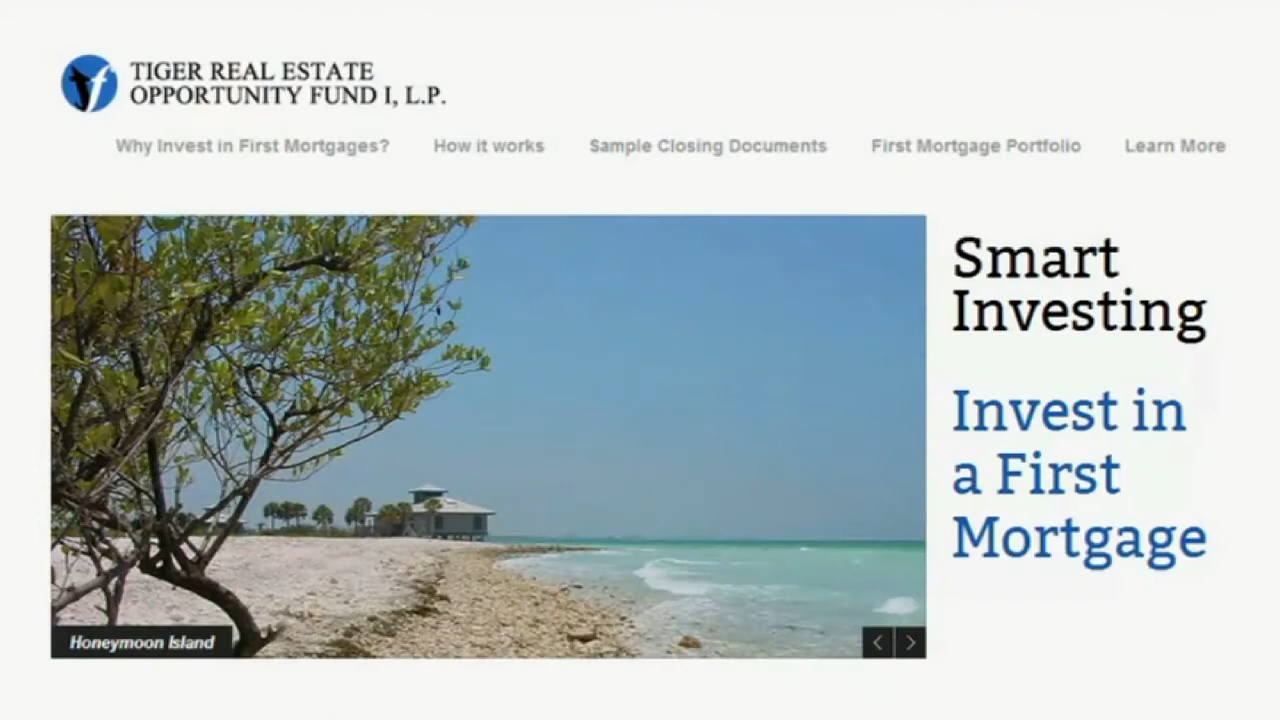 TIGER REAL ESTATE
OPPORTUNITY FUND I, L.P.
Why Invest in First Mortgages? How it works Sample Closing Documents First Mortgage Portfolio Learn More
Smart
Investing
Invest in
a First
Mortgage
Honeymoon Island